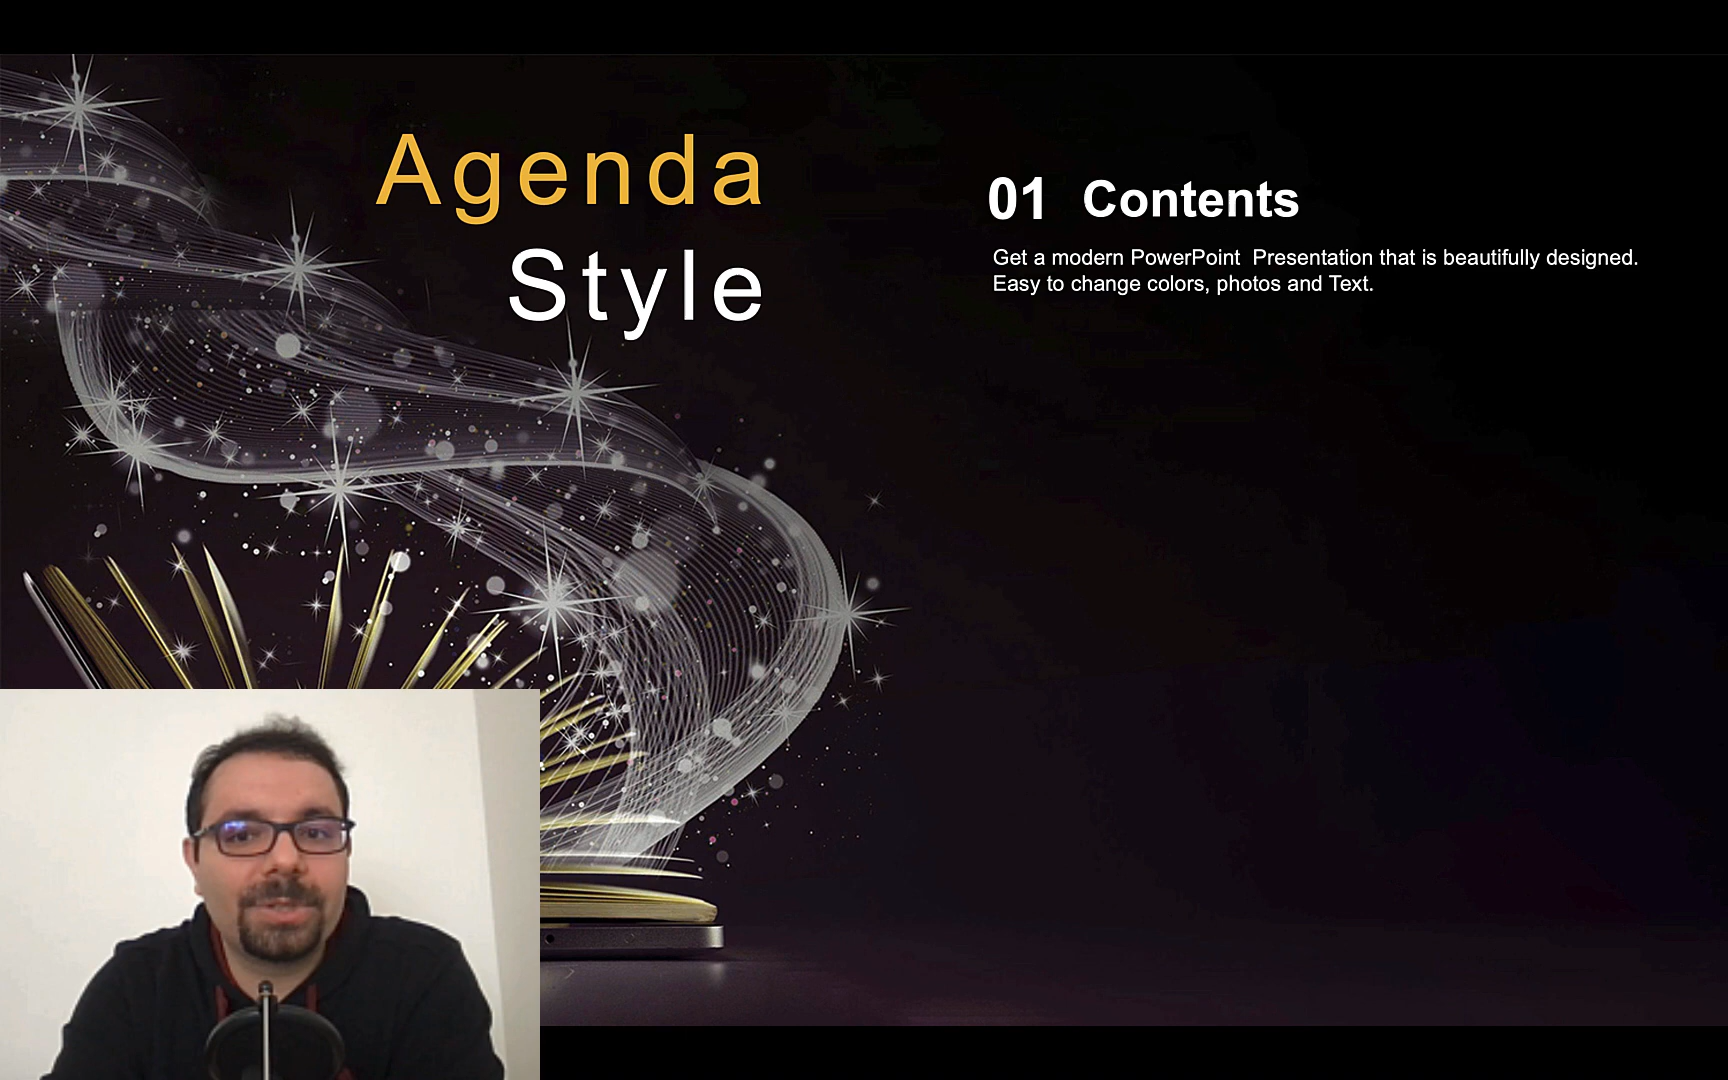 Agenda
Style
01 Contents
Get a modern PowerPoint  Presentation that is beautifully designed.
Easy to change colors, photos and Text.